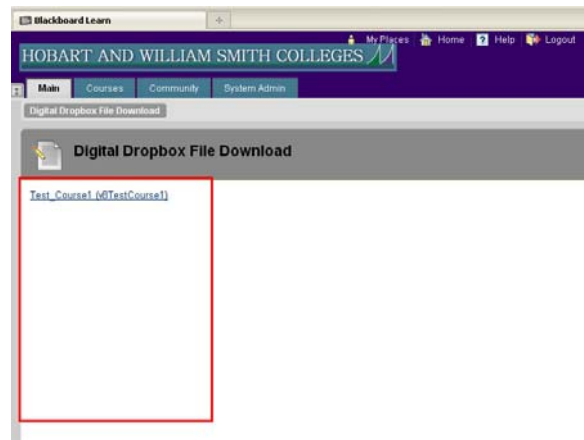 Blackboard Learn
My Places Home ? Help Logout
HOBART AND WILLIAM SMITH COLLEGES
Main Courses Community System Admin
Digital Dropbox File Download
Digital Dropbox File Download
Test_Course1 (v8TestCourse1)